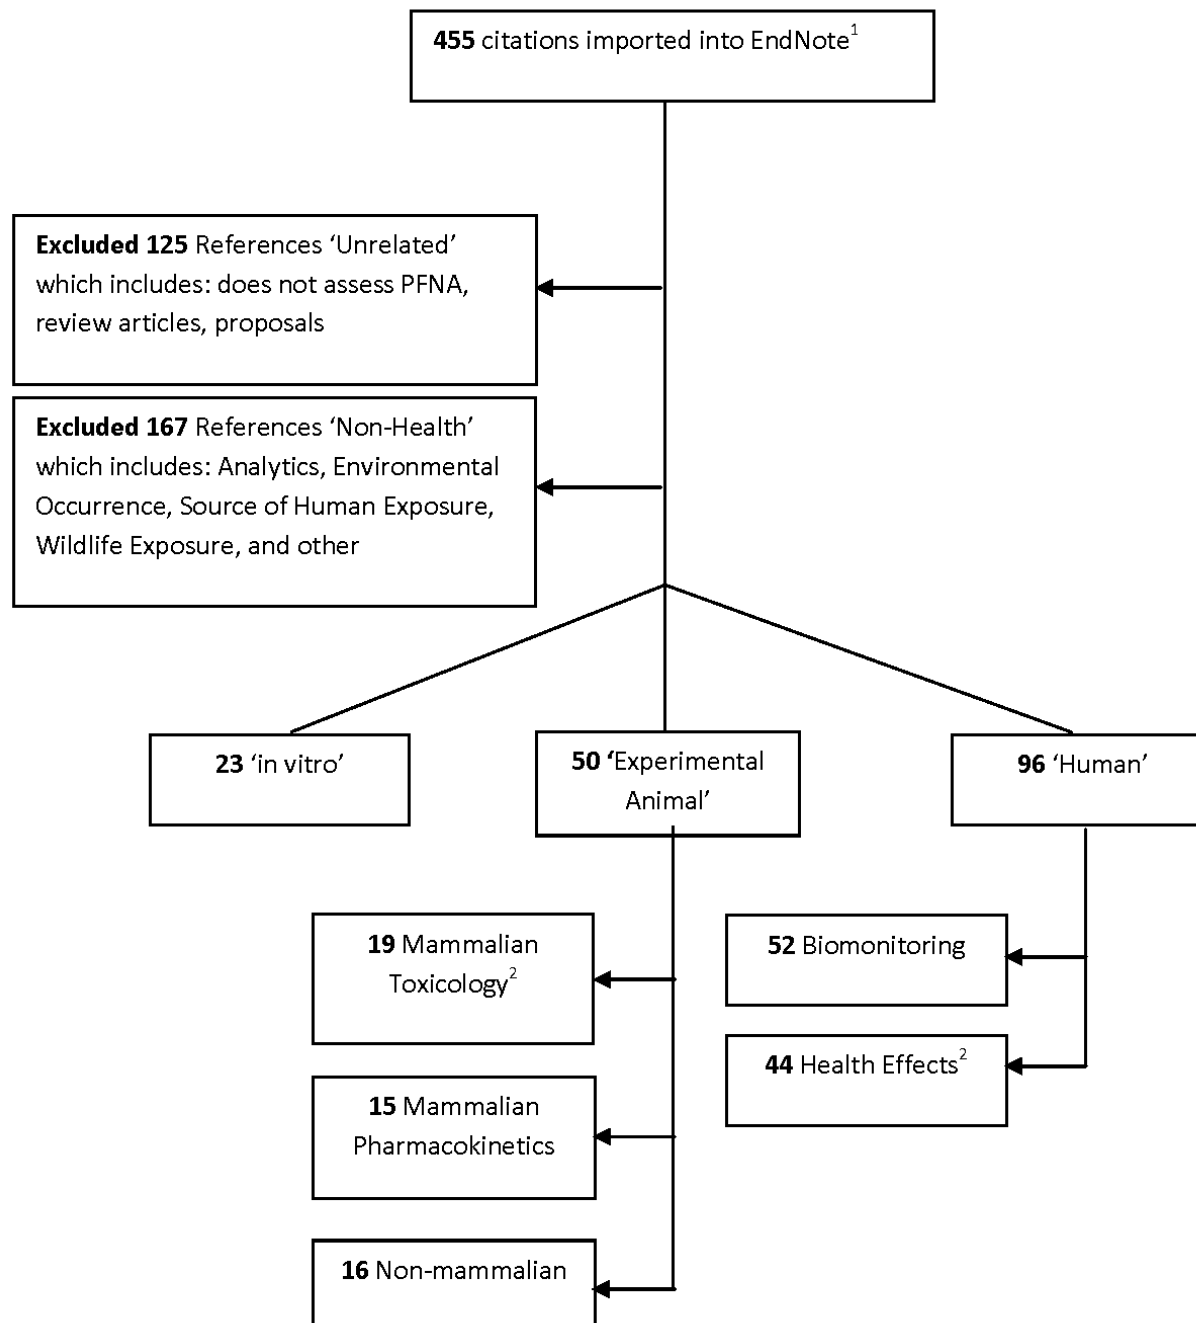 455 citations imported into EndNote1
Excluded 125 References ‘Unrelated’
which includes: does not assess PFNA,
review articles, proposals
Excluded 167 References ‘Non-Health’
which includes: Analytics, Environmental
Occurrence, Source of Human Exposure,
Wildlife Exposure, and other
23 ‘in vitro’
50 ‘Experimental
Animal’
96 ‘Human’
19 Mammalian
Toxicology2
15 Mammalian
Pharmacokinetics
16 Non-mammalian
52 Biomonitoring
44 Health Effects2